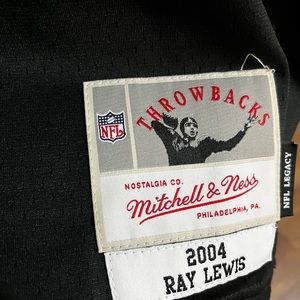 THROWBACKS
NFL
NOSTALGIA CO.
Mitchell & Ness
PHILADELPHIA, PA.
NFL LEGACY
2004
RAY LEWIS